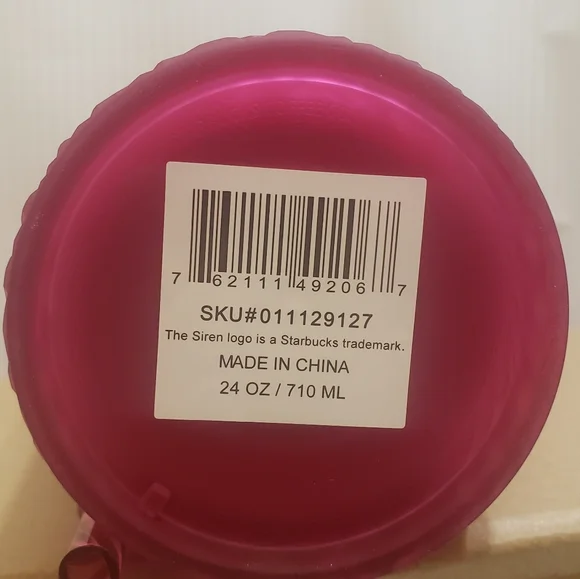 7 62111 49206 7
SKU#011129127
The Siren logo is a Starbucks trademark.
MADE IN CHINA
24 OZ / 710 ML